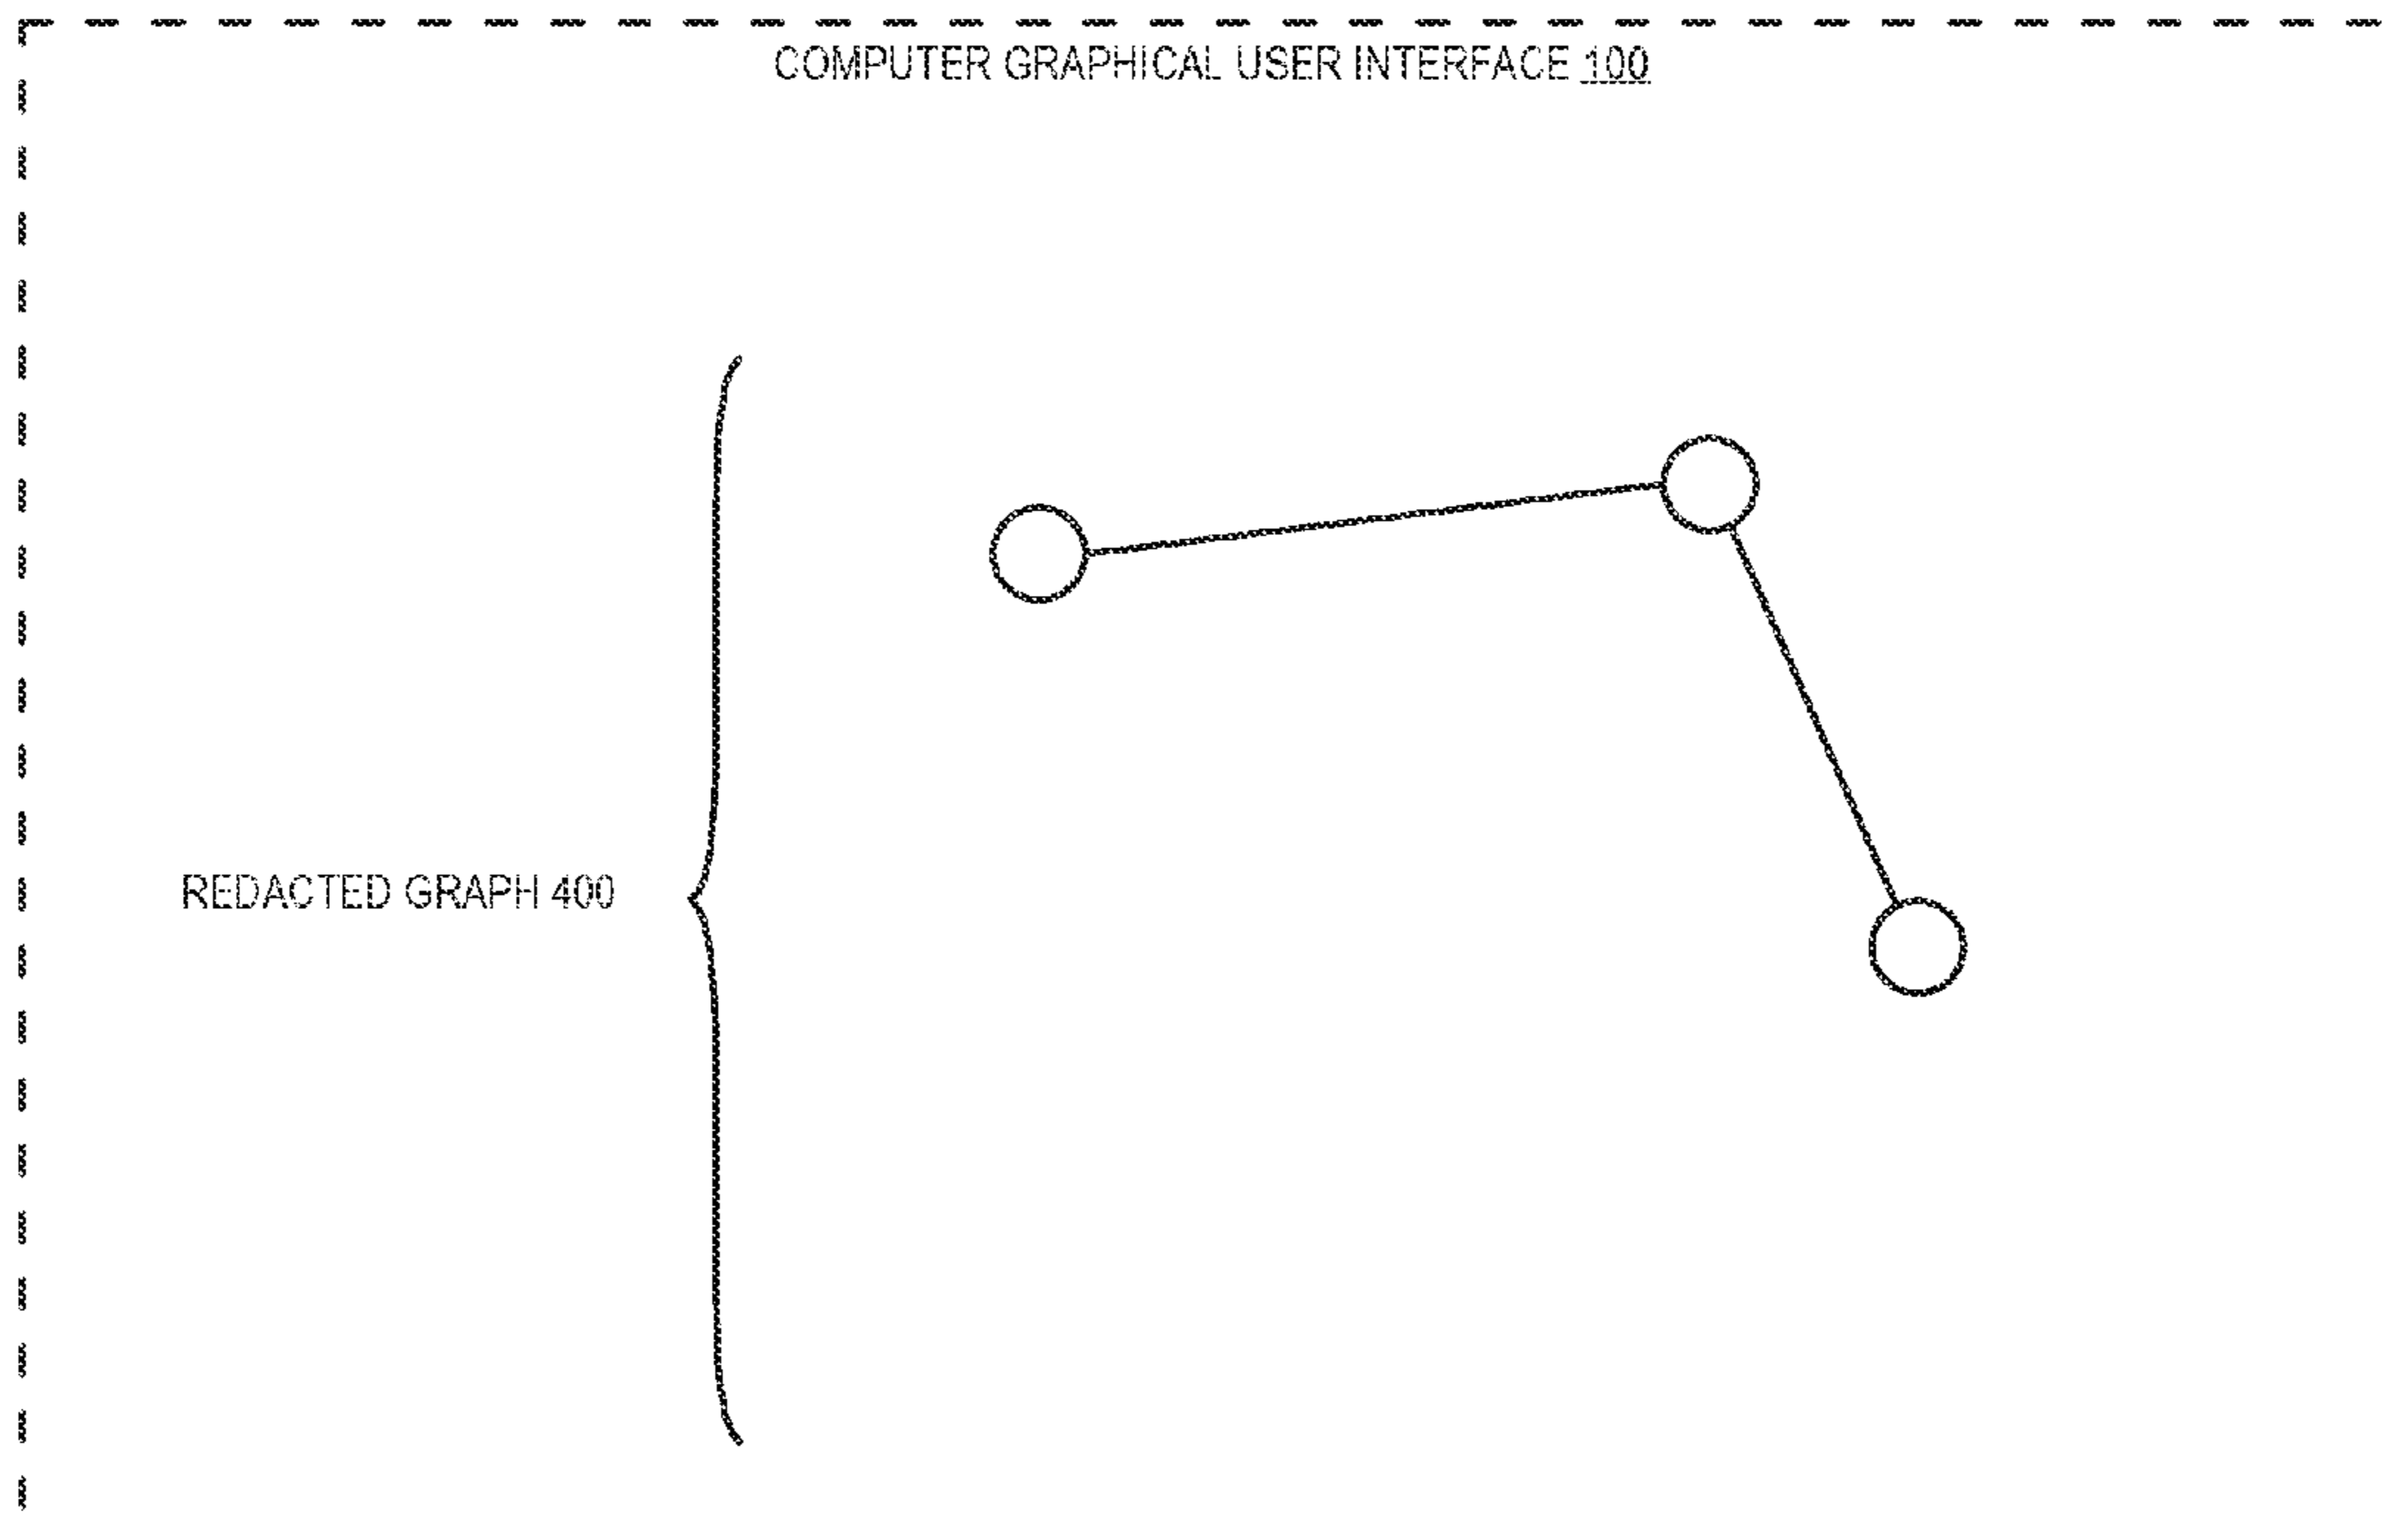 COMPUTER GRAPHICAL USER INTERFACE 100
REDACTED GRAPH 400